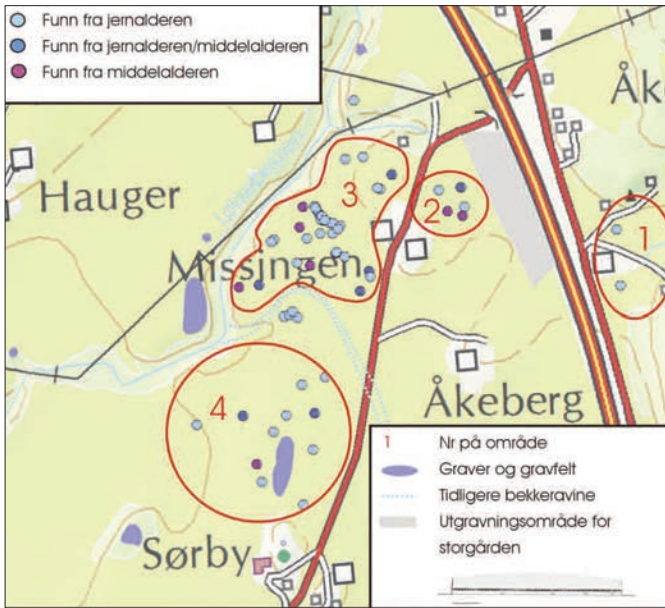 Funn fra jernalderen
Funn fra jernalderen/middelalderen
Funn fra middelalderen
Åke
Hauger
3
2
1
Missingen
4
Åkeberg
Sørby
1 Nr på område
Graver og gravfelt
Tidligere bekkeravine
Utgravningsområde for
storgården